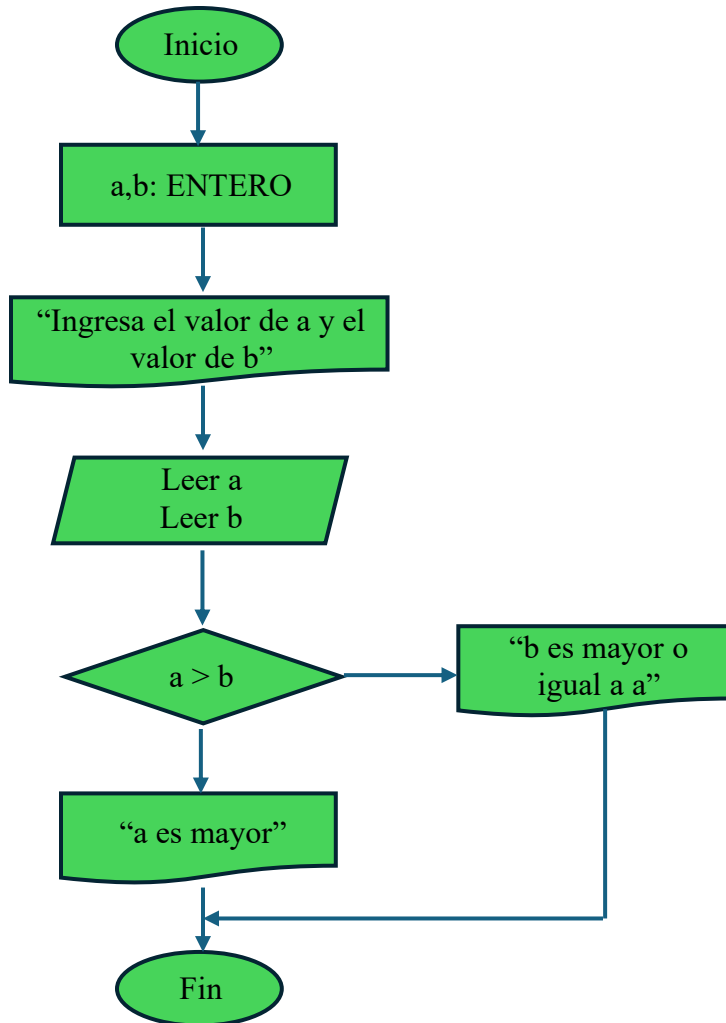 Inicio
a,b: ENTERO
“Ingresa el valor de a y el
valor de b”
Leer a
Leer b
a > b
“b es mayor o
igual a a”
“a es mayor”
Fin